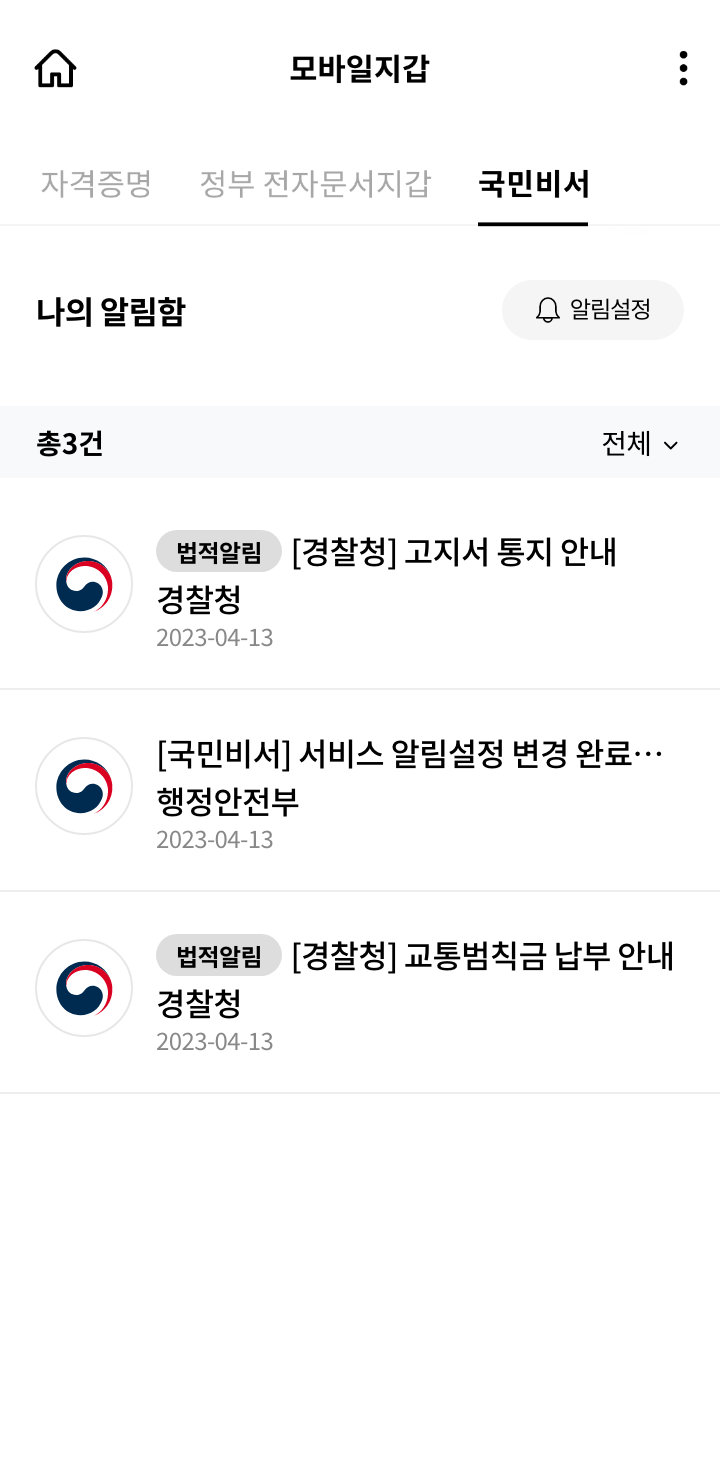 모바일지갑
자격증명 정부 전자문서지갑 국민비서
나의 알림함 알림설정
총3건 전체
법적알림 [경찰청] 고지서 통지 안내
경찰청
2023-04-13
[국민비서] 서비스 알림설정 변경 완료…
행정안전부
2023-04-13
법적알림 [경찰청] 교통범칙금 납부 안내
경찰청
2023-04-13